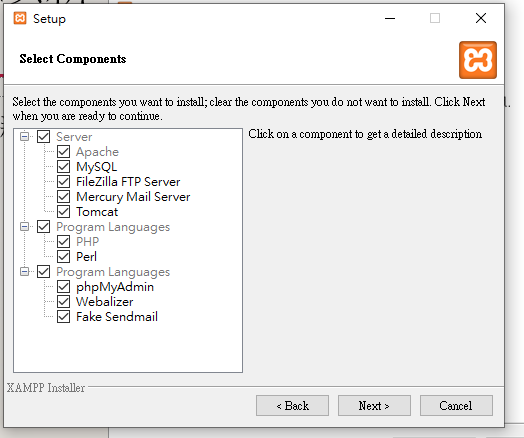 Setup
Select Components
Select the components you want to install; clear the components you do not want to install. Click Next
when you are ready to continue.
Server
Apache
MySQL
FileZilla FTP Server
Mercury Mail Server
Tomcat
Program Languages
PHP
Perl
Program Languages
phpMyAdmin
Webalizer
Fake Sendmail
Click on a component to get a detailed description
XAMPP Installer
< Back
Next >
Cancel